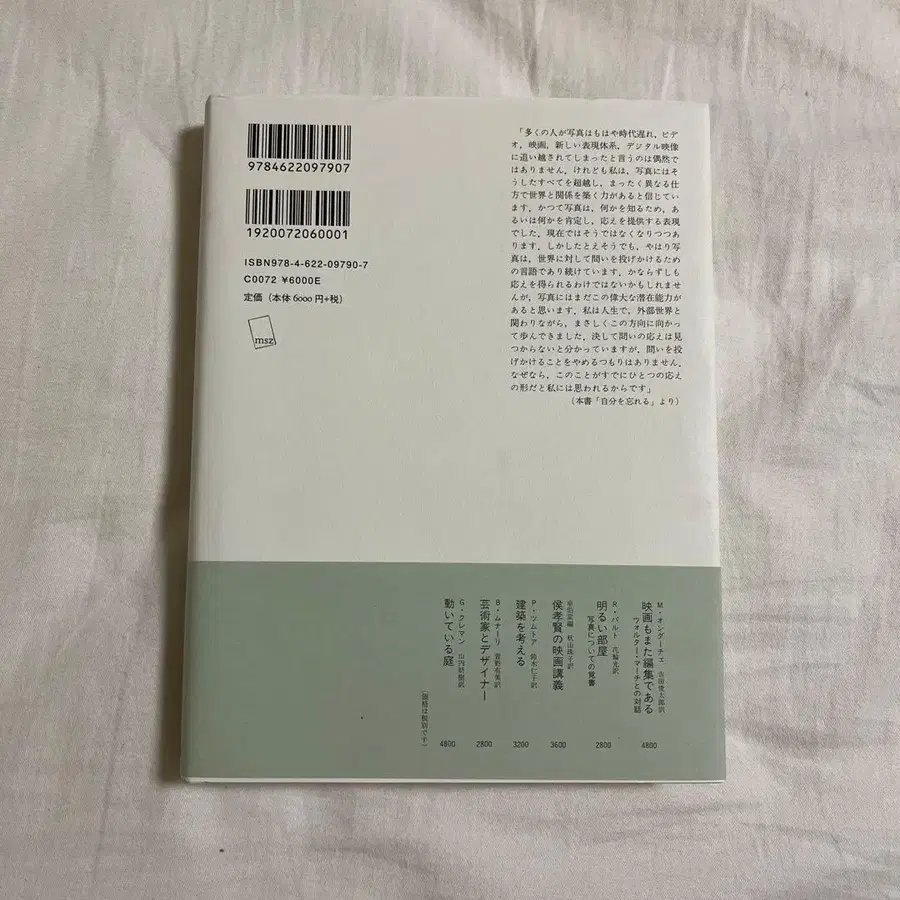 9784622097907
1920072060001
ISBN978-4-622-09790-7
C0072 ¥6000E
定価（本体6000円+税）
msz
「多くの人が写真はもはや時代遅れ，ビデ
オ，映画，新しい表現体系，デジタル映像
に追い越されてしまったと言うのは偶然で
はありません．けれども私は，写真にはそ
うしたすべてを超越し，まったく異なる仕
方で世界と関係を築く力があると信じてい
ます．かつて写真は，何かを知るため，あ
るいは何かを肯定し，応えを提供する表現
でした．現在ではそうではなくなりつつあ
ります．しかしたとえそうでも，やはり写
真は，世界に対して問いを投げかけるため
の言語であり続けています．かならずしも
応えを得られるわけではないかもしれませ
んが，写真にはまだこの偉大な潜在能力が
あると思います．私は人生で，外部世界と
関わりながら，まさしくこの方向に向かっ
て歩んできました．決して問いの応えは見
つからないと分かっていますが，問いを投
げかけることをやめるつもりはありません．
なぜなら，このことがすでにひとつの応え
の形だと私には思われるからです」
（本書「自分を忘れる」より）
M・オンダーチェ 吉田俊太郎訳
映画もまた編集である
ウォルター・マーチとの対話
4800
R・バルト 花輪光訳
明るい部屋
写真についての覚書
2800
卓伯棠編 秋山珠子訳
侯孝賢の映画講義
3600
P・ツムトア 鈴木仁子訳
建築を考える
3200
B・ムナーリ 萱野有美訳
芸術家とデザイナー
2800
G・クレマン 山内朋樹訳
動いている庭
4800
（価格は税別です）